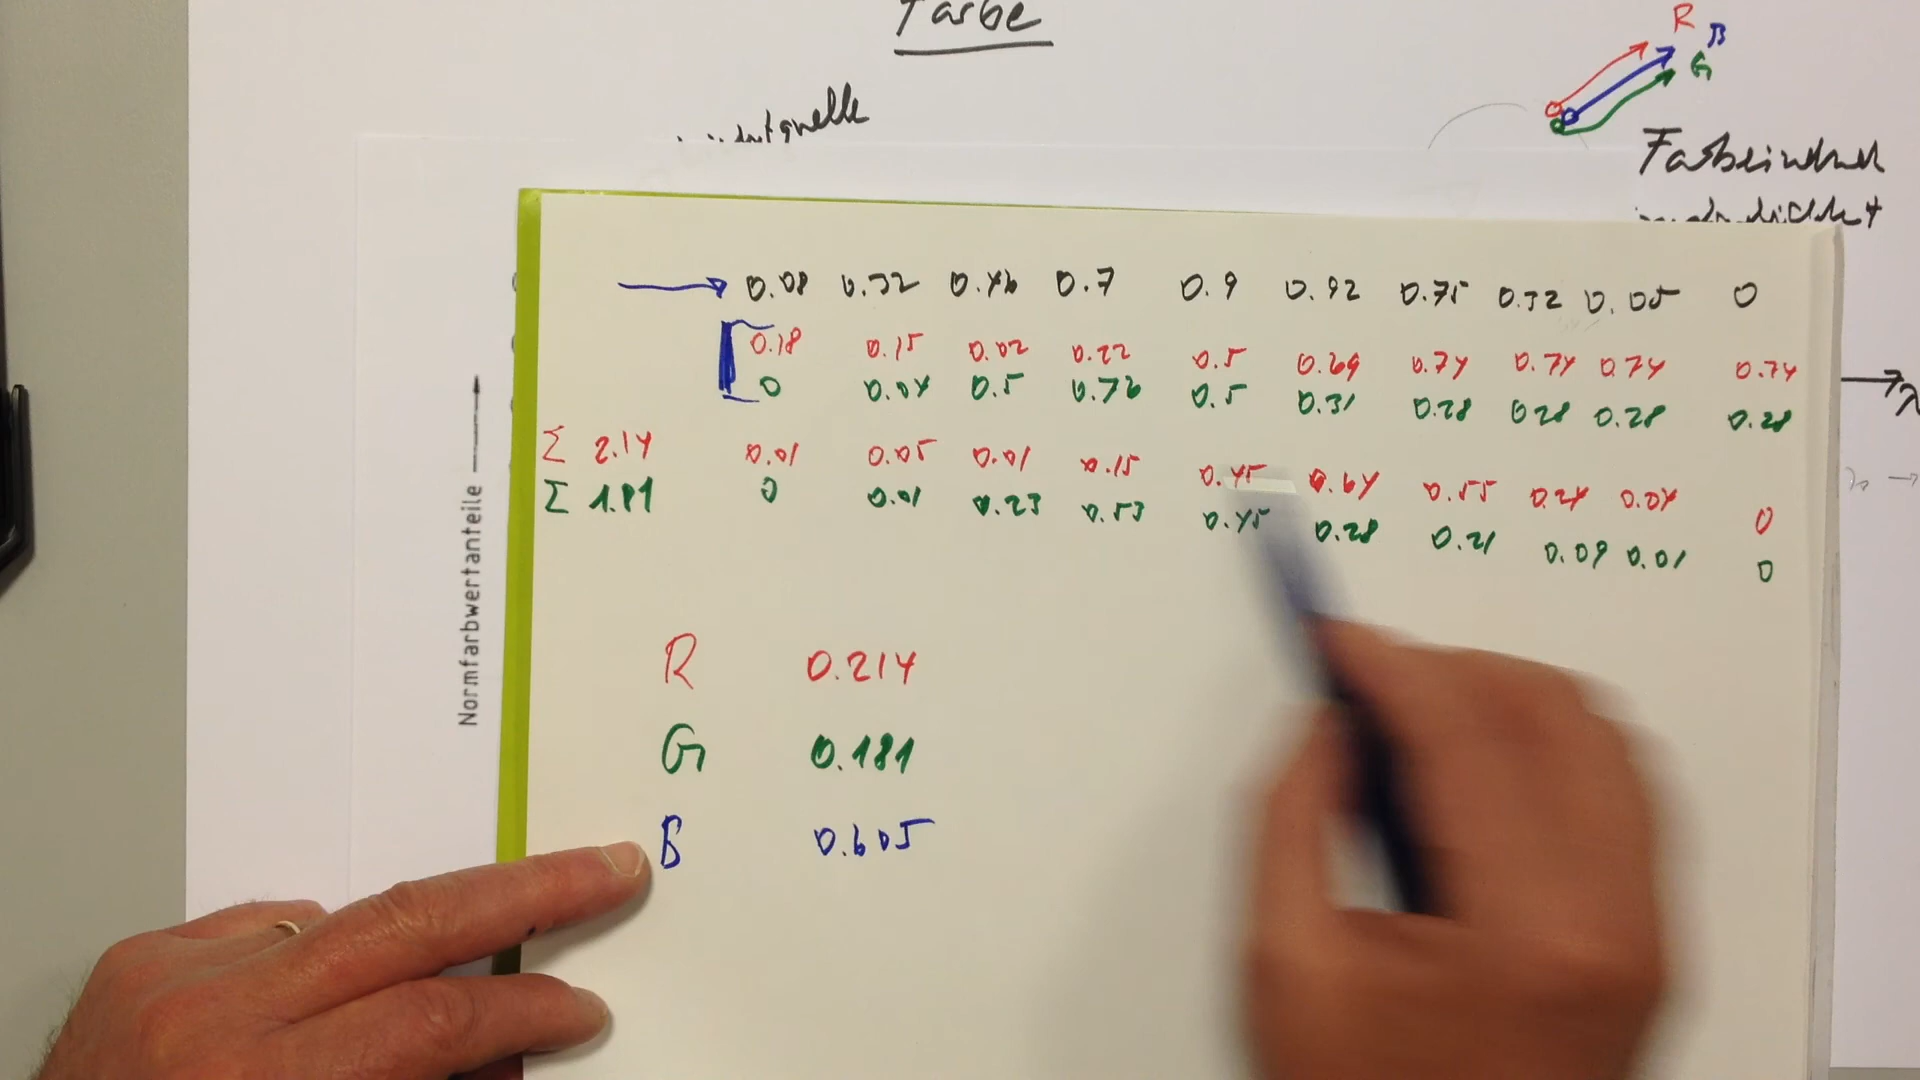 Farbe
R
B
G
Farbeindruck
0.08 0.32 0.46 0.7 0.9 0.92 0.75 0.32 0.05 0
0.18 0.15 0.02 0.22 0.5 0.69 0.74 0.74 0.74 0.74
0 0.04 0.5 0.76 0.5 0.31 0.28 0.28 0.28 0.28
Σ 2.14 0.01 0.05 0.01 0.15 0.45 0.64 0.55 0.24 0.04 0
Σ 1.81 0 0.01 0.23 0.53 0.45 0.28 0.21 0.09 0.01 0
λ
Normfarbwertanteile
R 0.214
G 0.181
B 0.605